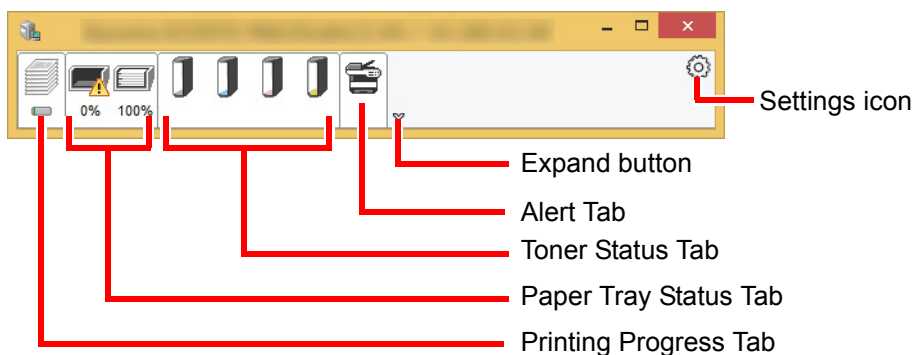 0% 100%
Settings icon
Expand button
Alert Tab
Toner Status Tab
Paper Tray Status Tab
Printing Progress Tab